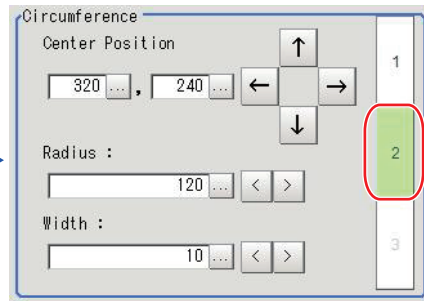 Circumference
Center Position
320 ... , 240 ... ← ↑ ↓ →
Radius :
120 ... < >
Width :
10 ... < >
1
2
3